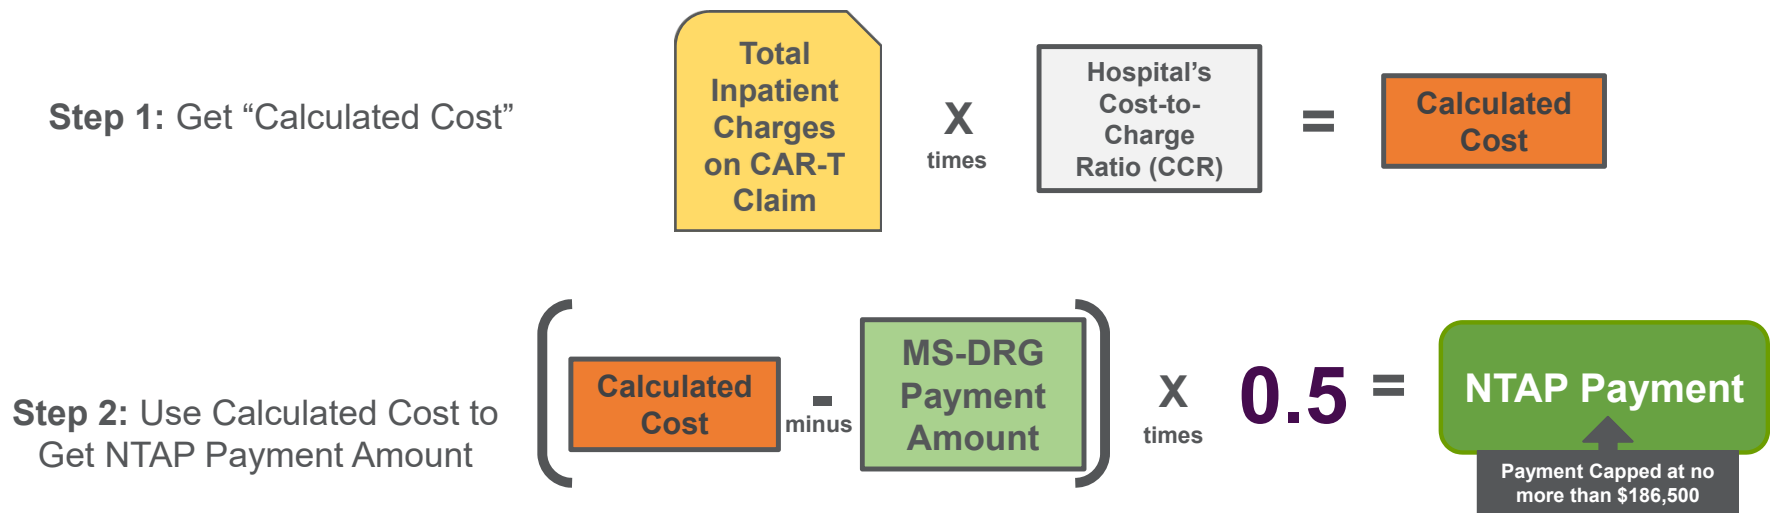 Step 1: Get “Calculated Cost”
Total
Inpatient
Charges
on CAR-T
Claim
X
times
Hospital’s
Cost-to-
Charge
Ratio (CCR)
=
Calculated
Cost
Step 2: Use Calculated Cost to
Get NTAP Payment Amount
(
Calculated
Cost
-
minus
MS-DRG
Payment
Amount
)
X
times
0.5
=
NTAP Payment
Payment Capped at no
more than $186,500